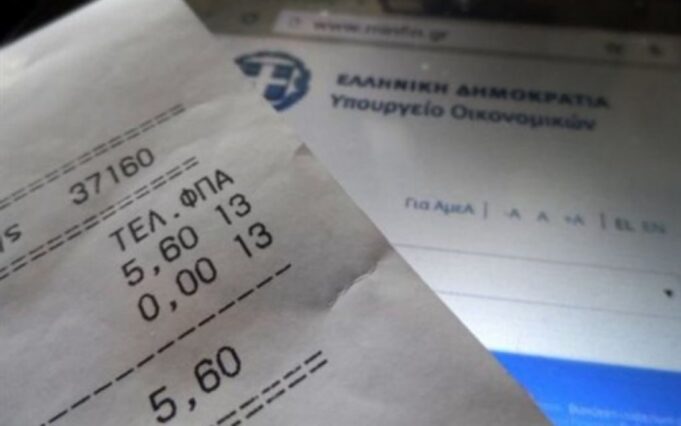 37160
ΤΕΛ.ΦΠΑ
5,60 13
0,00 13
5,60
www.minfin.gr
ΕΛΛΗΝΙΚΗ ΔΗΜΟΚΡΑΤΙΑ
Υπουργείο Οικονομικών
Για ΑμεΑ | -A A +A | EL EN